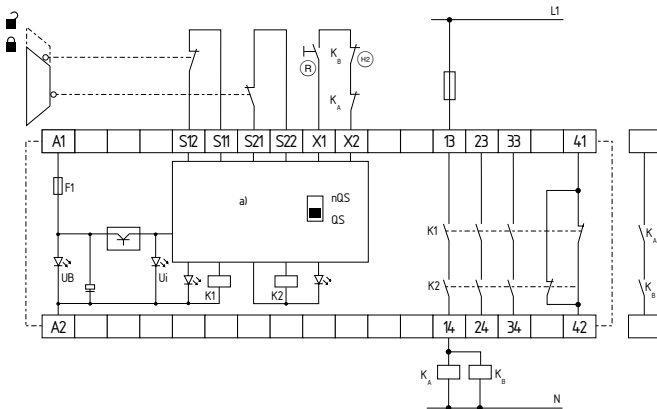 L1
K B
R
H2
K A
A1 S12 S11 S21 S22 X1 X2 13 23 33 41
F1
a)
nQS
QS
K1
K A
UB
Ui
K1
K2
K2
K B
A2 14 24 34 42
K A
K B
N